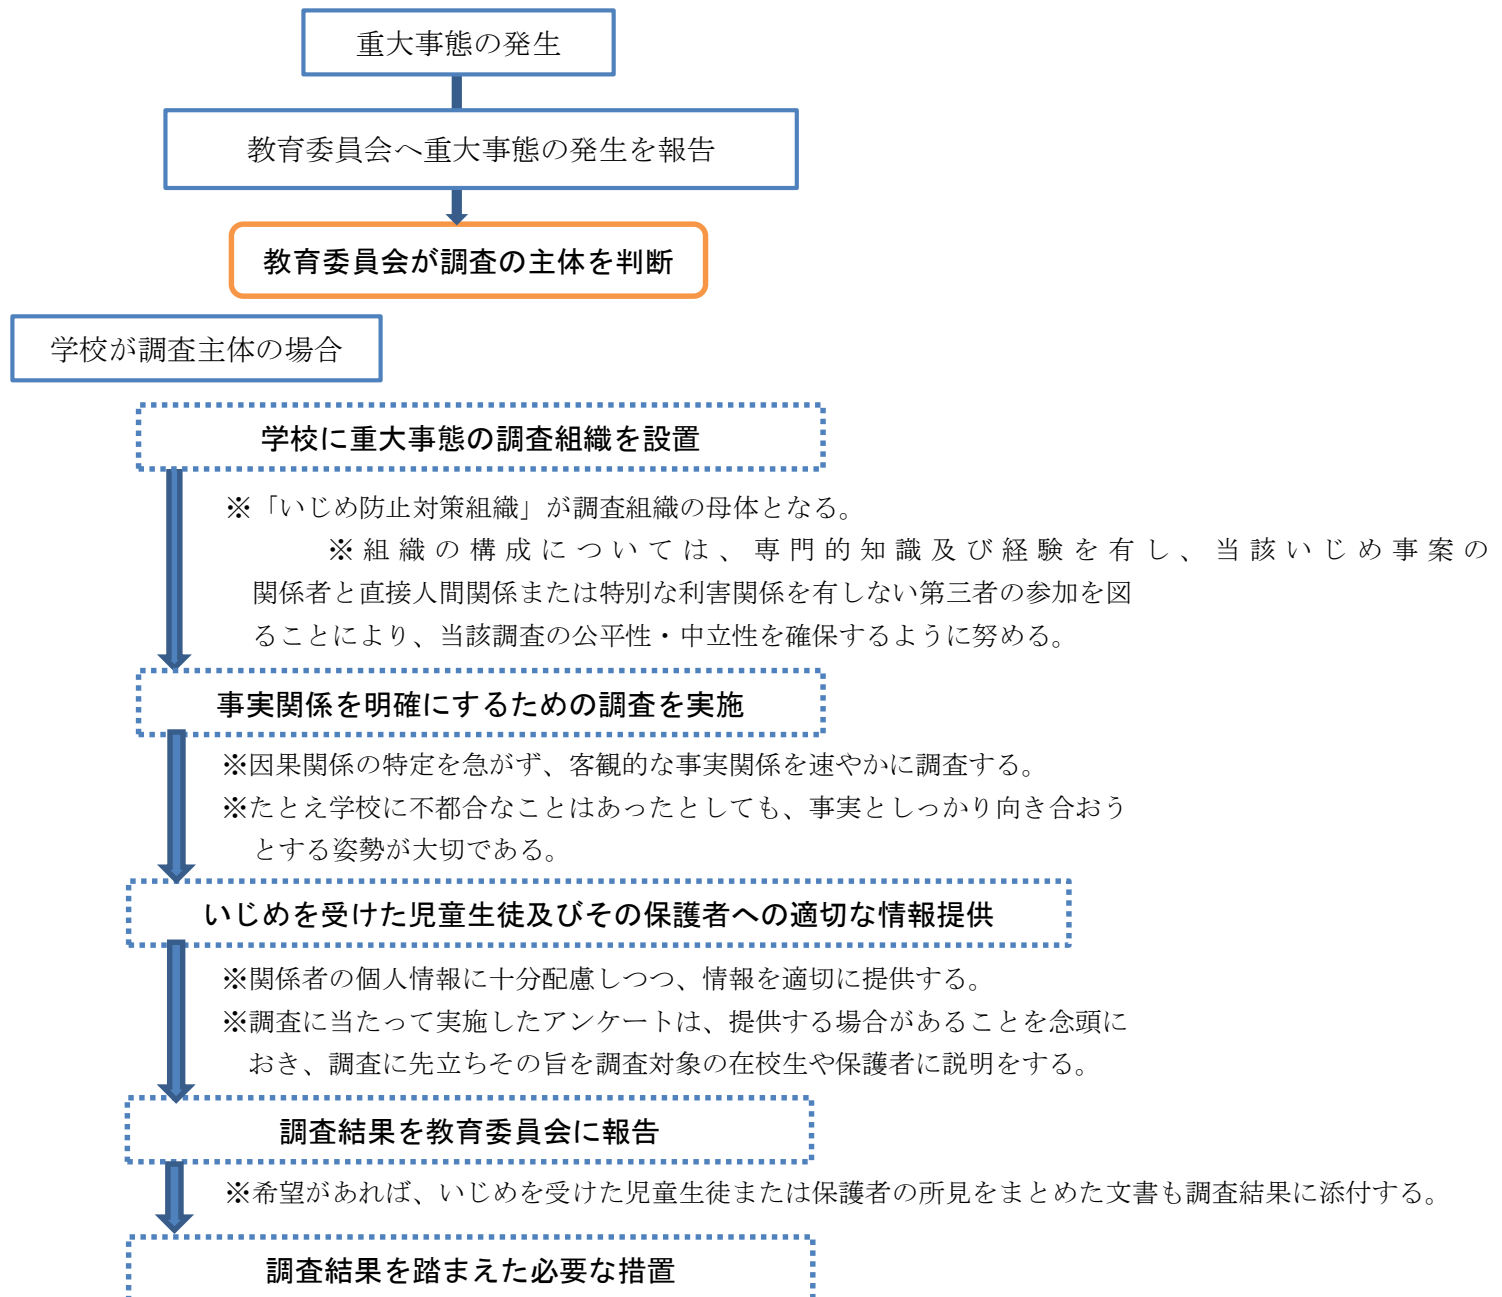 重大事態の発生
教育委員会へ重大事態の発生を報告
教育委員会が調査の主体を判断
学校が調査主体の場合
学校に重大事態の調査組織を設置
※「いじめ防止対策組織」が調査組織の母体となる。
※組織の構成については、専門的知識及び経験を有し、当該いじめ事案の
関係者と直接人間関係または特別な利害関係を有しない第三者の参加を図
ることにより、当該調査の公平性・中立性を確保するように努める。
事実関係を明確にするための調査を実施
※因果関係の特定を急がず、客観的な事実関係を速やかに調査する。
※たとえ学校に不都合なことはあったとしても、事実としっかり向き合おう
とする姿勢が大切である。
いじめを受けた児童生徒及びその保護者への適切な情報提供
※関係者の個人情報に十分配慮しつつ、情報を適切に提供する。
※調査に当たって実施したアンケートは、提供する場合があることを念頭に
おき、調査に先立ちその旨を調査対象の在校生や保護者に説明をする。
調査結果を教育委員会に報告
※希望があれば、いじめを受けた児童生徒または保護者の所見をまとめた文書も調査結果に添付する。
調査結果を踏まえた必要な措置